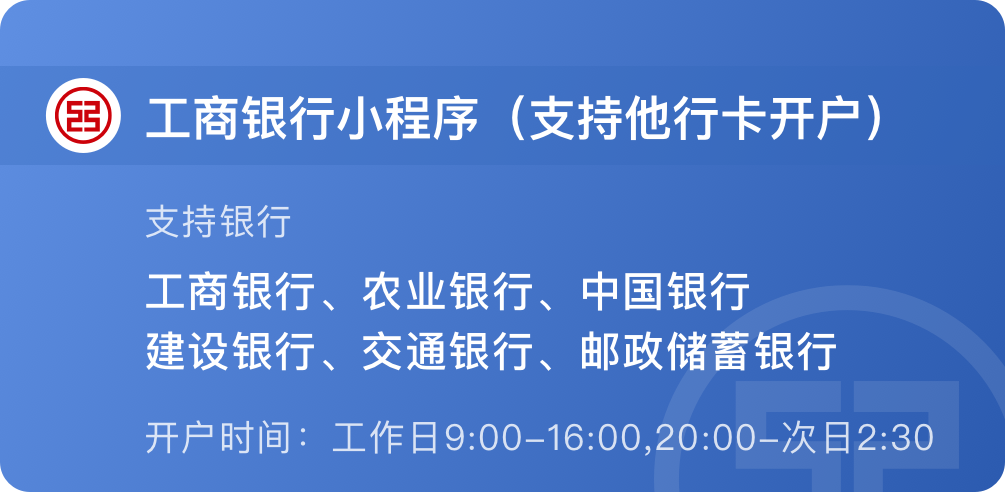 工商银行小程序（支持他行卡开户）
支持银行
工商银行、农业银行、中国银行
建设银行、交通银行、邮政储蓄银行
开户时间：工作日9:00–16:00,20:00–次日2:30